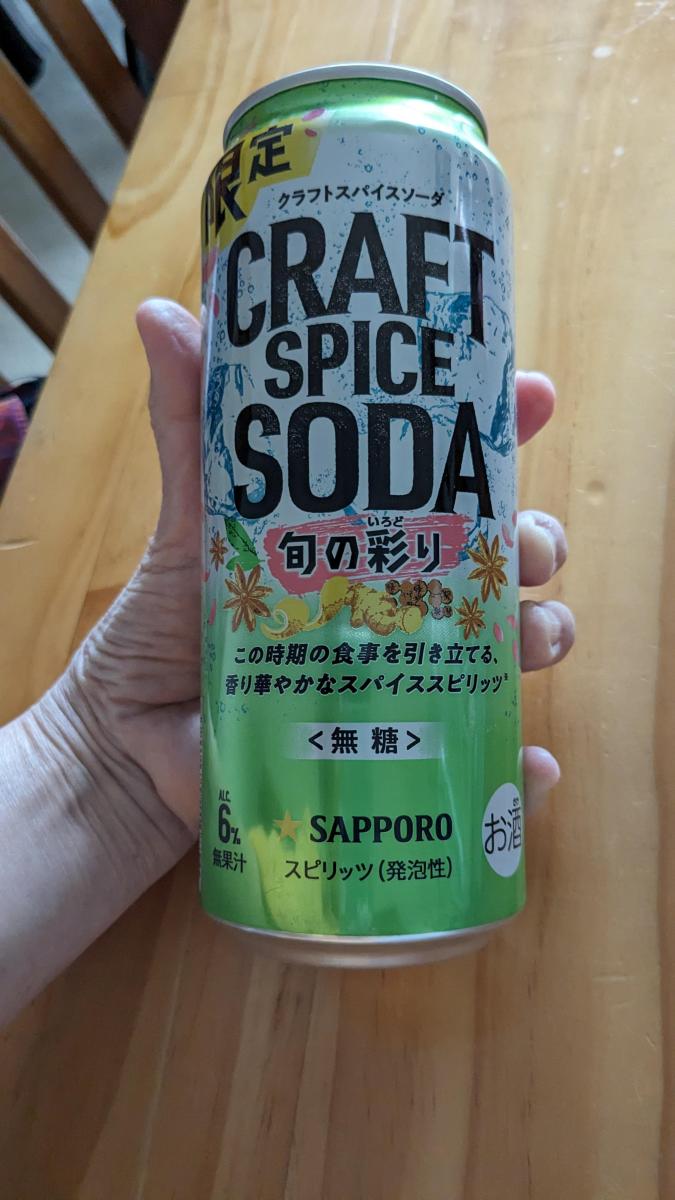 限定
クラフトスパイスソーダ
CRAFT
SPICE
SODA
いろど
旬の彩り
この時期の食事を引き立てる、
香り華やかなスパイススピリッツ※
<無糖>
ALC.
6%
無果汁
SAPPORO
スピリッツ(発泡性)
お酒